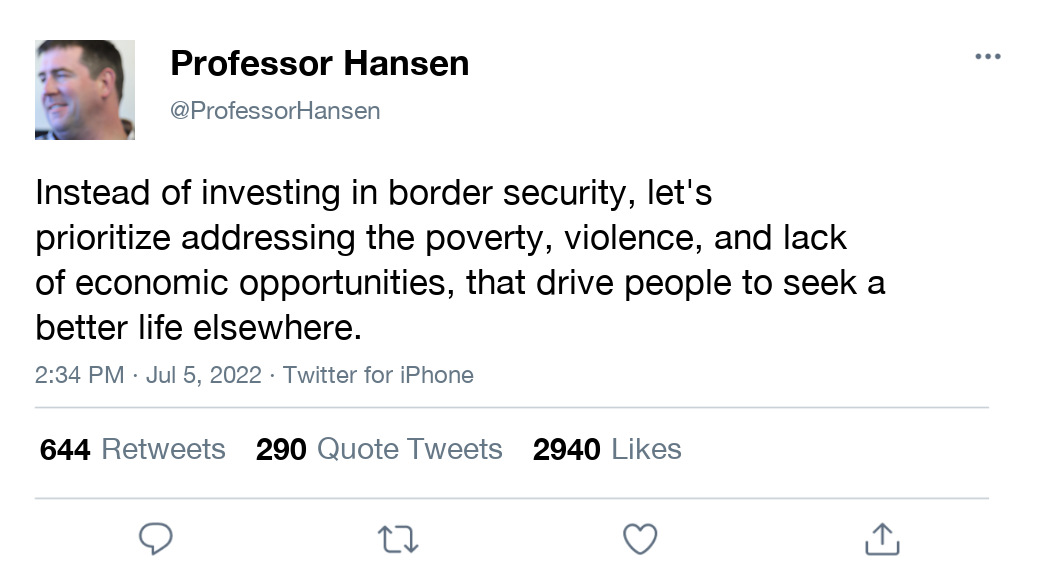 Professor Hansen
@ProfessorHansen
Instead of investing in border security, let's
prioritize addressing the poverty, violence, and lack
of economic opportunities, that drive people to seek a
better life elsewhere.
2:34 PM · Jul 5, 2022 · Twitter for iPhone
644 Retweets 290 Quote Tweets 2940 Likes